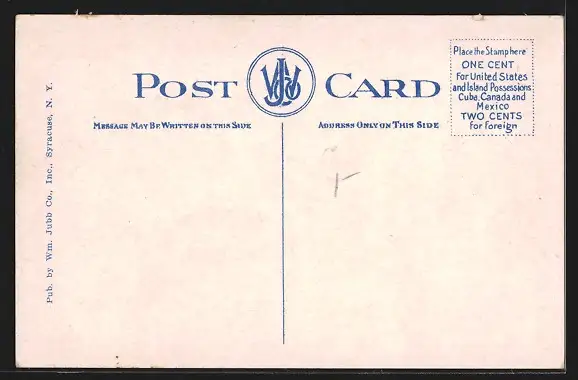 POST CARD
MESSAGE MAY BE WRITTEN ON THIS SIDE
ADDRESS ONLY ON THIS SIDE
Place the Stamp here
ONE CENT
For United States
and Island Possessions
Cuba, Canada and
Mexico
TWO CENTS
for foreign
Pub. by Wm. Jubb Co., Inc., Syracuse, N. Y.